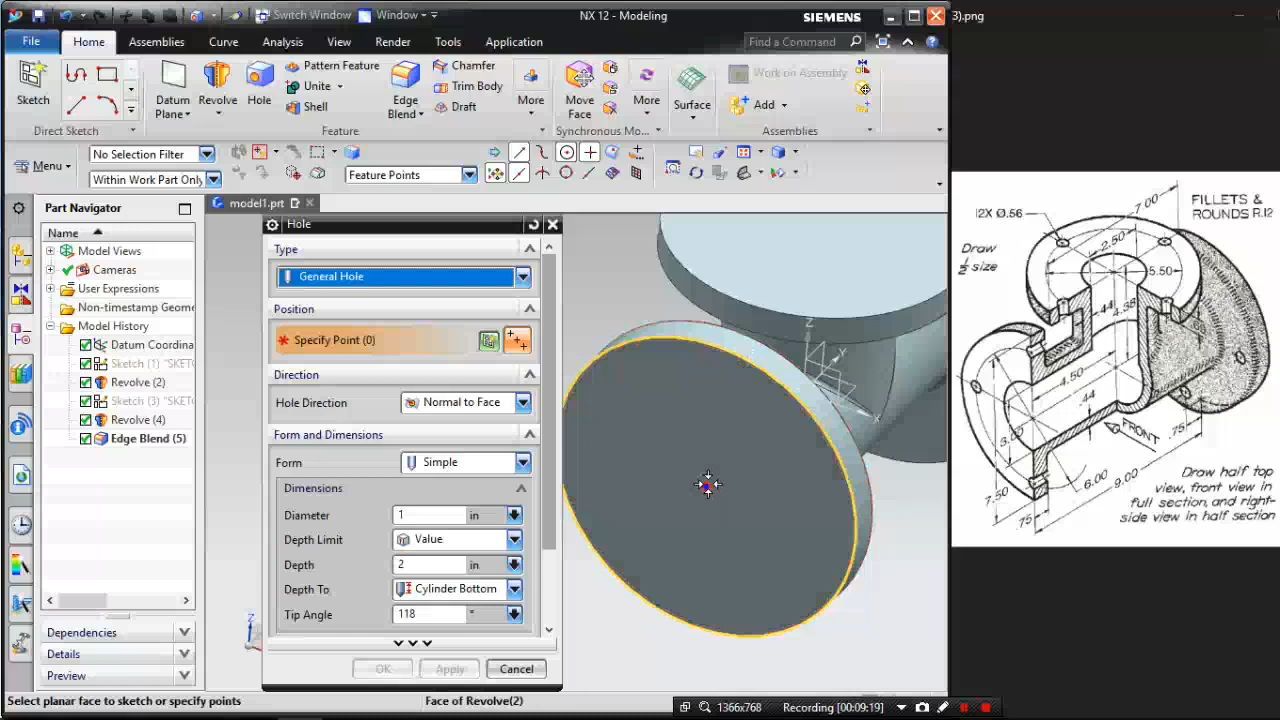 Switch Window
Window
NX 12 - Modeling
SIEMENS
3).png
File
Home
Assemblies
Curve
Analysis
View
Render
Tools
Application
Find a Command
Sketch
Direct Sketch
Datum Plane
Revolve
Hole
Pattern Feature
Unite
Shell
Edge Blend
Chamfer
Trim Body
Draft
More
Feature
Move Face
More
Synchronous Mo...
Surface
Work on Assembly
Add
Assemblies
Menu
No Selection Filter
Within Work Part Only
Feature Points
Part Navigator
Name
Model Views
Cameras
User Expressions
Non-timestamp Geome
Model History
Datum Coordina
Sketch (1) "SKETC
Revolve (2)
Sketch (3) "SKETC
Revolve (4)
Edge Blend (5)
Dependencies
Details
Preview
model1.prt
Hole
Type
General Hole
Position
* Specify Point (0)
Direction
Hole Direction
Normal to Face
Form and Dimensions
Form
Simple
Dimensions
Diameter
1
in
Depth Limit
Value
Depth
2
in
Depth To
Cylinder Bottom
Tip Angle
118
°
OK
Apply
Cancel
Z
Y
X
Z
Select planar face to sketch or specify points
Face of Revolve(2)
1366x768
Recording [00:09:19]
12X Ø.56
7.00
FILLETS &
ROUNDS R.12
Draw
½ size
2.50
5.50
.44
4.50
.44
.75
FRONT
6.00
9.00
7.50
.75
Draw half top
view, front view in
full section, and right-
side view in half section